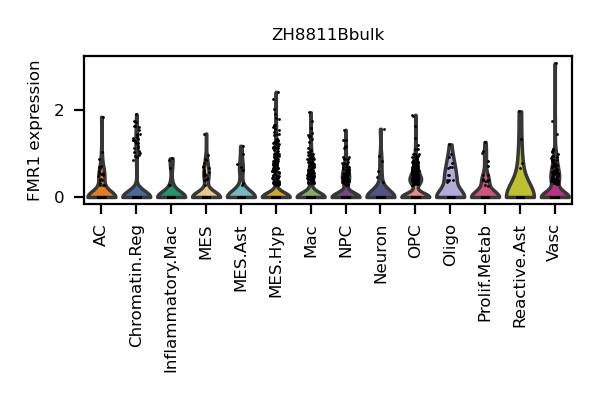 ZH8811Bbulk
FMR1 expression
2
0
AC
Chromatin.Reg
Inflammatory.Mac
MES
MES.Ast
MES.Hyp
Mac
NPC
Neuron
OPC
Oligo
Prolif.Metab
Reactive.Ast
Vasc